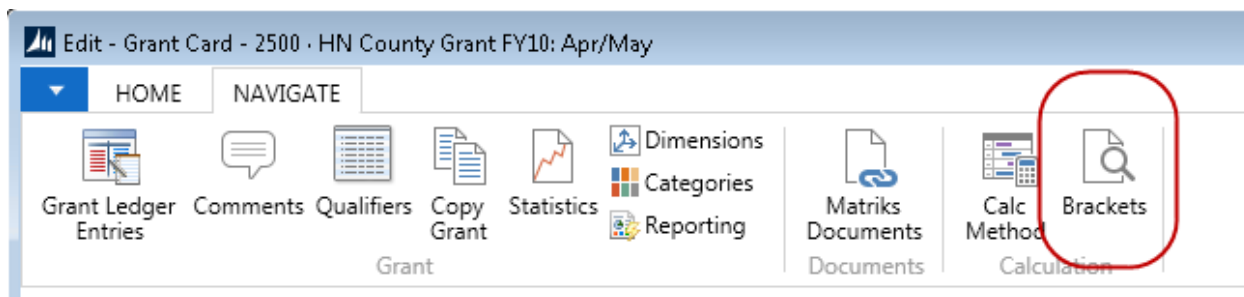 Edit - Grant Card - 2500 · HN County Grant FY10: Apr/May
HOME NAVIGATE
Grant Ledger Entries
Comments
Qualifiers
Copy Grant
Statistics
Dimensions
Categories
Reporting
Grant
Matriks Documents
Documents
Calc Method
Brackets
Calculation